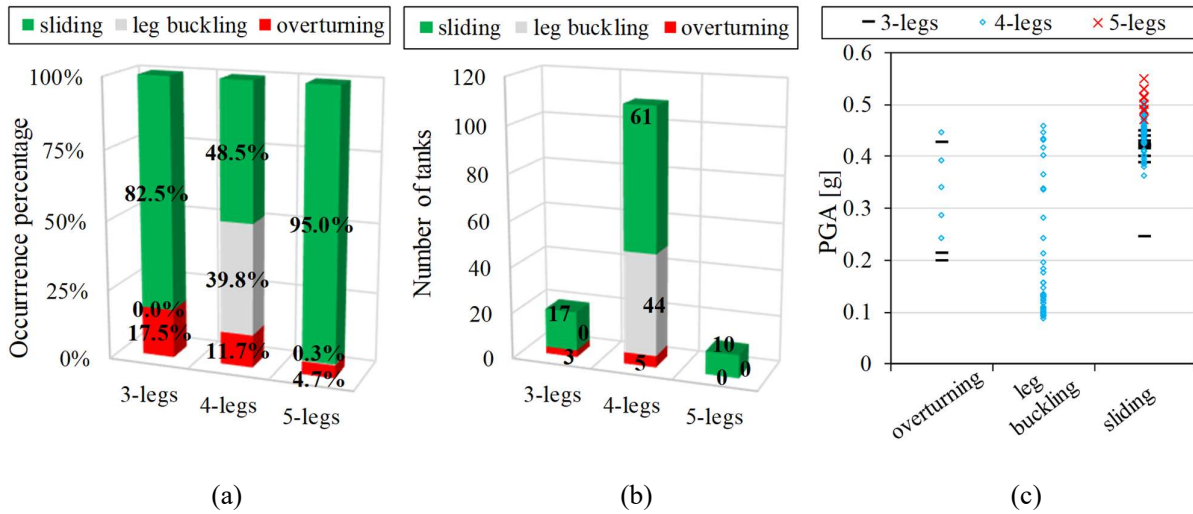 sliding leg buckling overturning
Occurrrence percentage
100%
75%
50%
25%
0%
82.5%
0.0%
17.5%
48.5%
39.8%
11.7%
95.0%
0.3%
4.7%
3-legs
4-legs
5-legs
(a)
sliding leg buckling overturning
Number of tanks
120
100
80
60
40
20
0
17
0
3
61
44
5
10
0
0
3-legs
4-legs
5-legs
(b)
3-legs 4-legs 5-legs
PGA [g]
0.6
0.5
0.4
0.3
0.2
0.1
0
overturning
leg
buckling
sliding
(c)